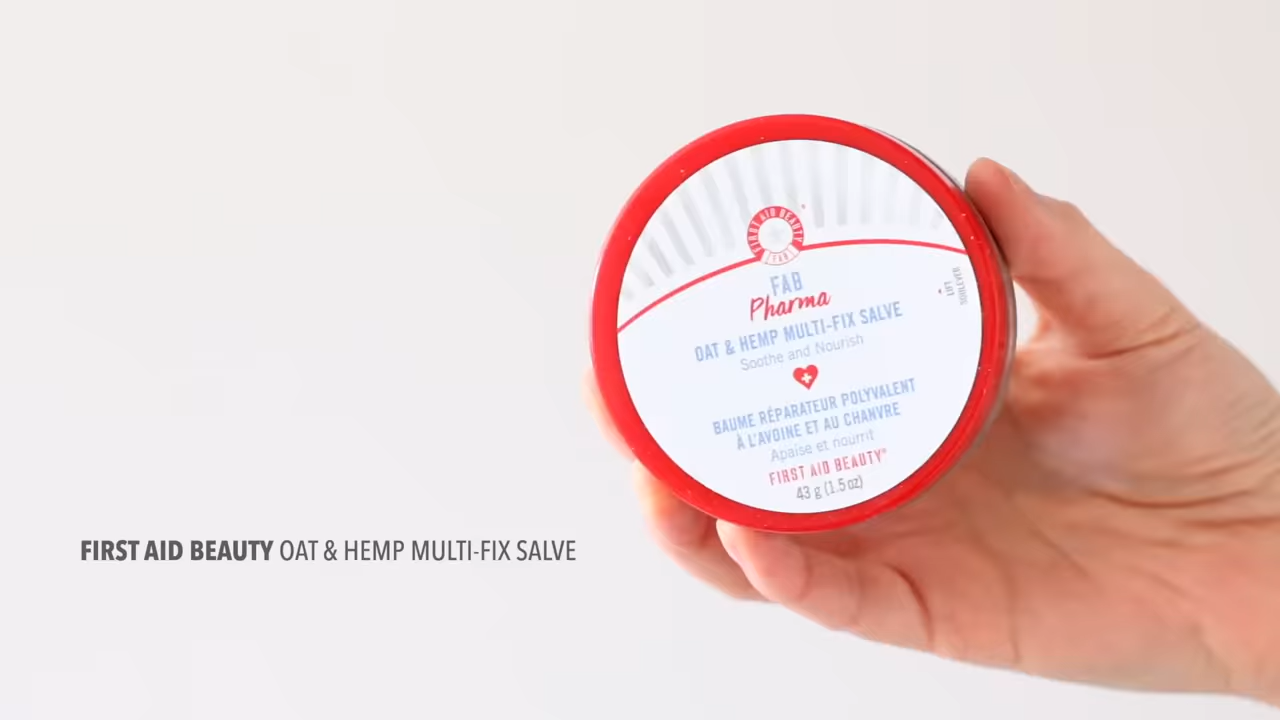 FIRST AID BEAUTY
FAB
FAB
Pharma
OAT & HEMP MULTI-FIX SALVE
Soothe and Nourish
BAUME RÉPARATEUR POLYVALENT
À L'AVOINE ET AU CHANVRE
Apaise et nourrit
FIRST AID BEAUTY®
43 g (1.5 oz)
LIFT
SOULEVER
FIRST AID BEAUTY OAT & HEMP MULTI-FIX SALVE